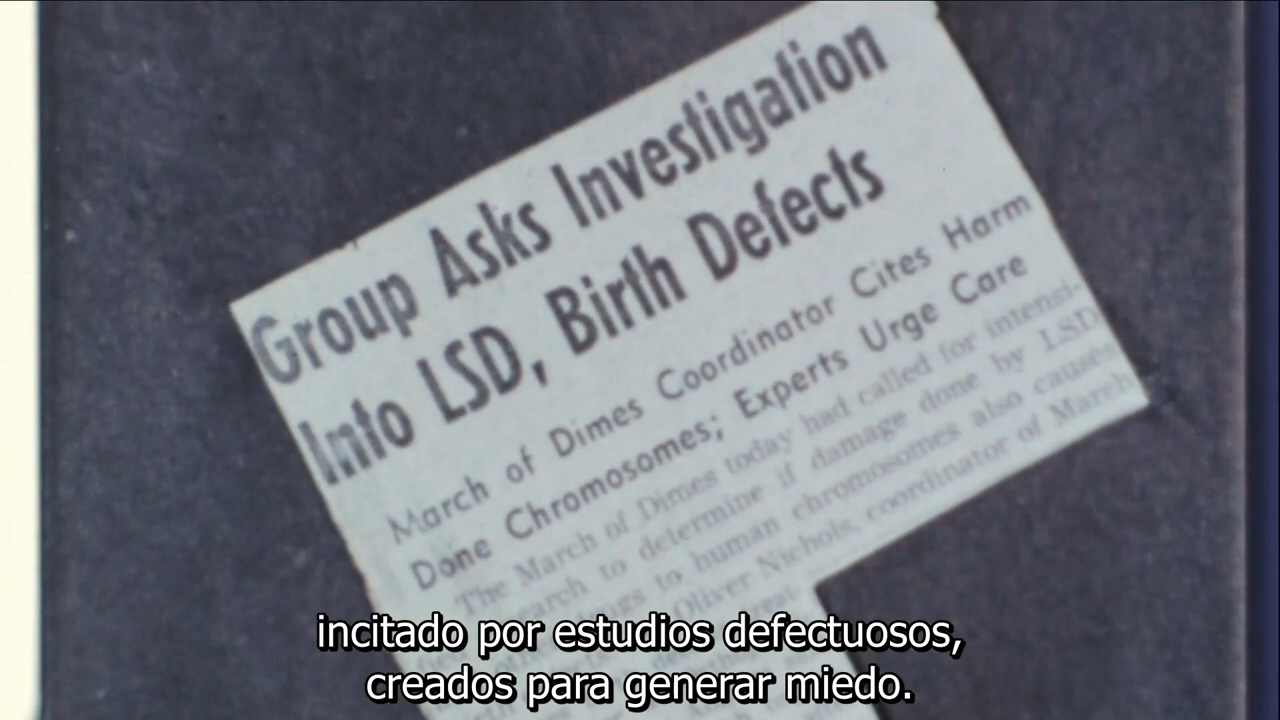 Group Asks Investigation
Into LSD, Birth Defects
March of Dimes Coordinator Cites Harm
Done Chromosomes; Experts Urge Care
The March of Dimes today had called for intensi-
search to determine if damage done by LSD
to human chromosomes also causes
Oliver Nichols, coordinator of March
incitado por estudios defectuosos,
creados para generar miedo.